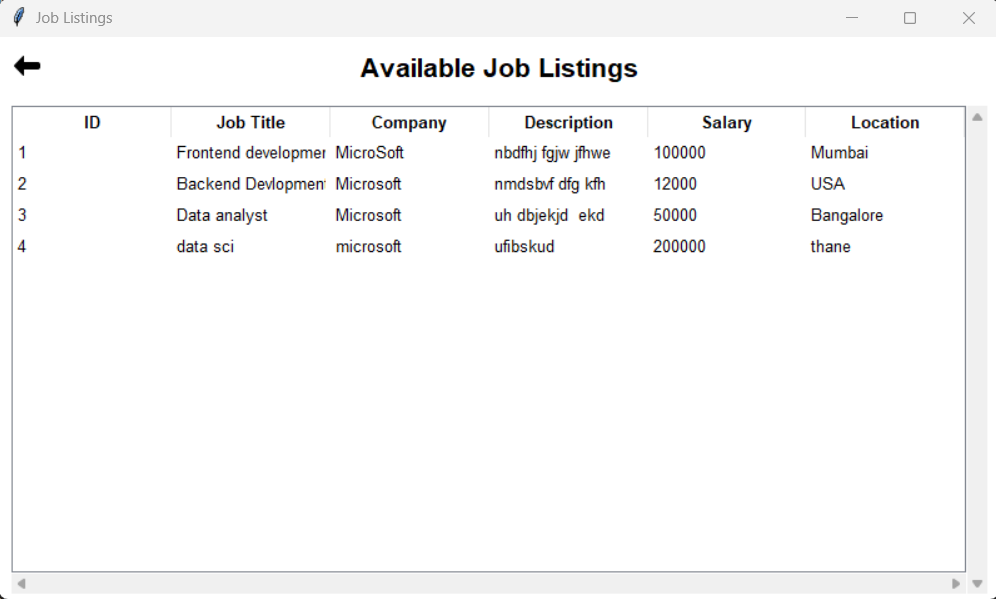 Job Listings
Available Job Listings
ID Job Title Company Description Salary Location
1 Frontend developmer MicroSoft nbdfhj fgjw jfhwe 100000 Mumbai
2 Backend Devlopment Microsoft nmdsbvf dfg kfh 12000 USA
3 Data analyst Microsoft uh dbjekjd  ekd 50000 Bangalore
4 data sci microsoft ufibskud 200000 thane